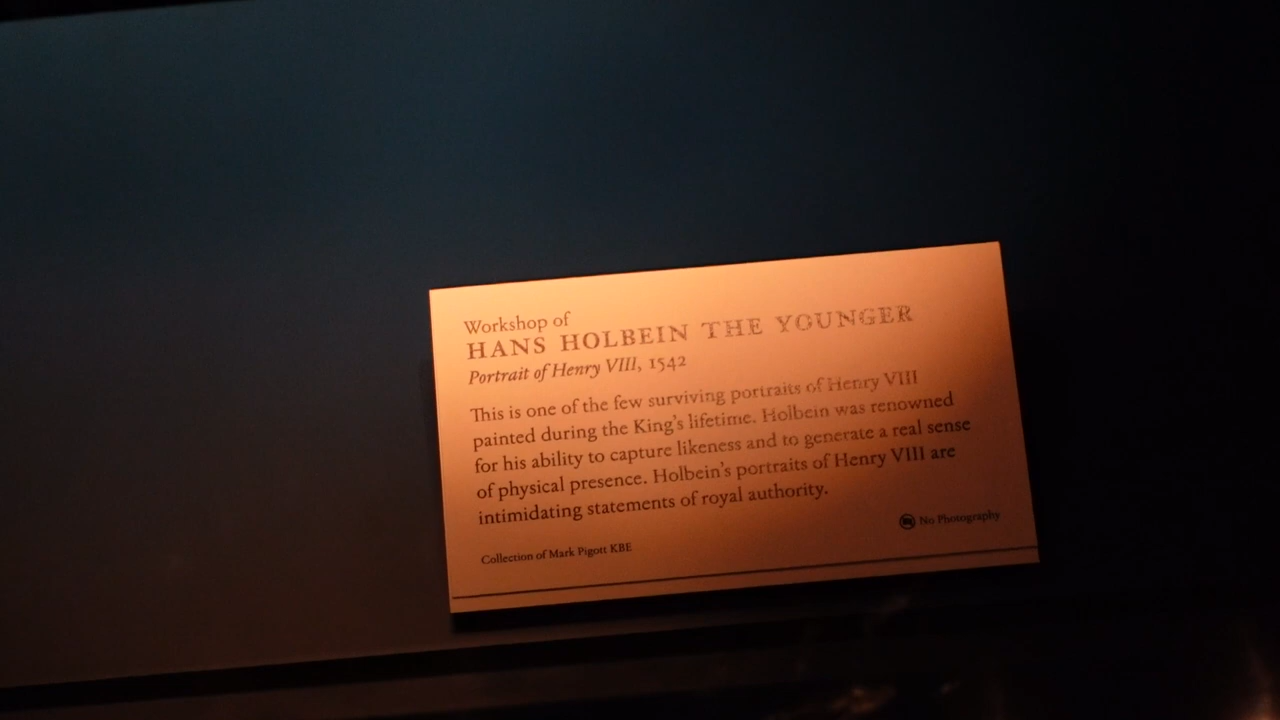 Workshop of
HANS HOLBEIN THE YOUNGER
Portrait of Henry VIII, 1542
This is one of the few surviving portraits of Henry VIII
painted during the King's lifetime. Holbein was renowned
for his ability to capture likeness and to generate a real sense
of physical presence. Holbein's portraits of Henry VIII are
intimidating statements of royal authority.
No Photography
Collection of Mark Pigott KBE